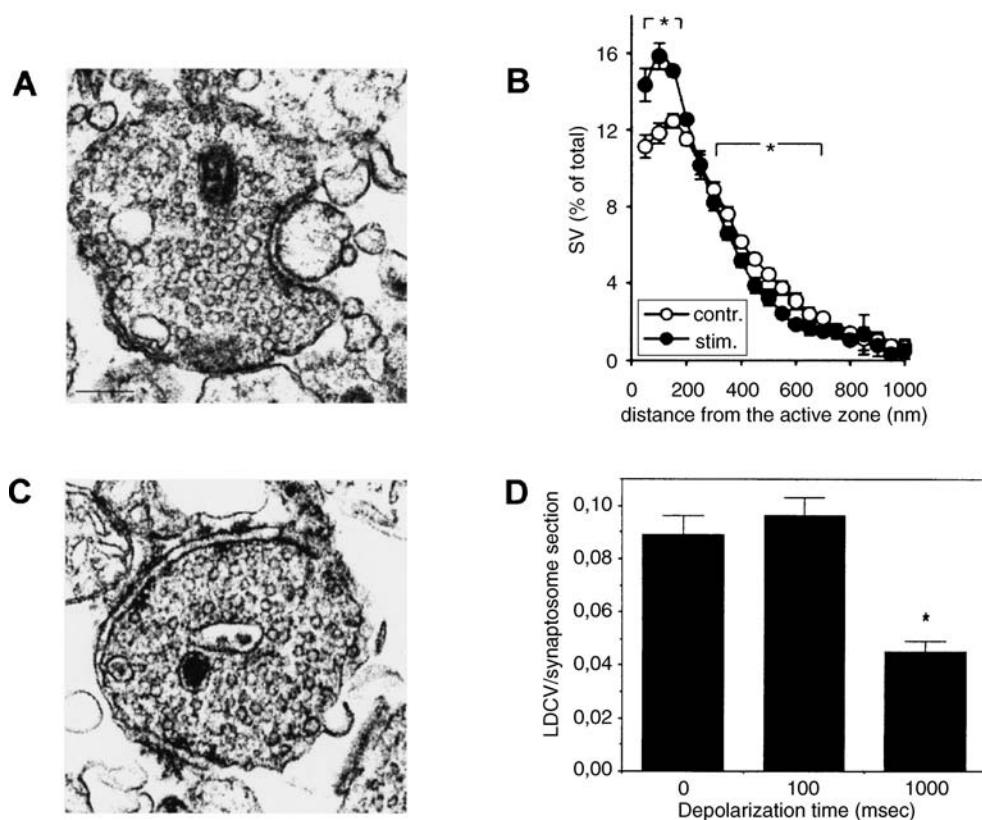 A
B
*
16
12
8
4
0
SV (% of total)
*
contr.
stim.
0 200 400 600 800 1000
distance from the active zone (nm)
C
D
LDCV/synaptosome section
0,10
0,08
0,06
0,04
0,02
0,00
*
0 100 1000
Depolarization time (msec)